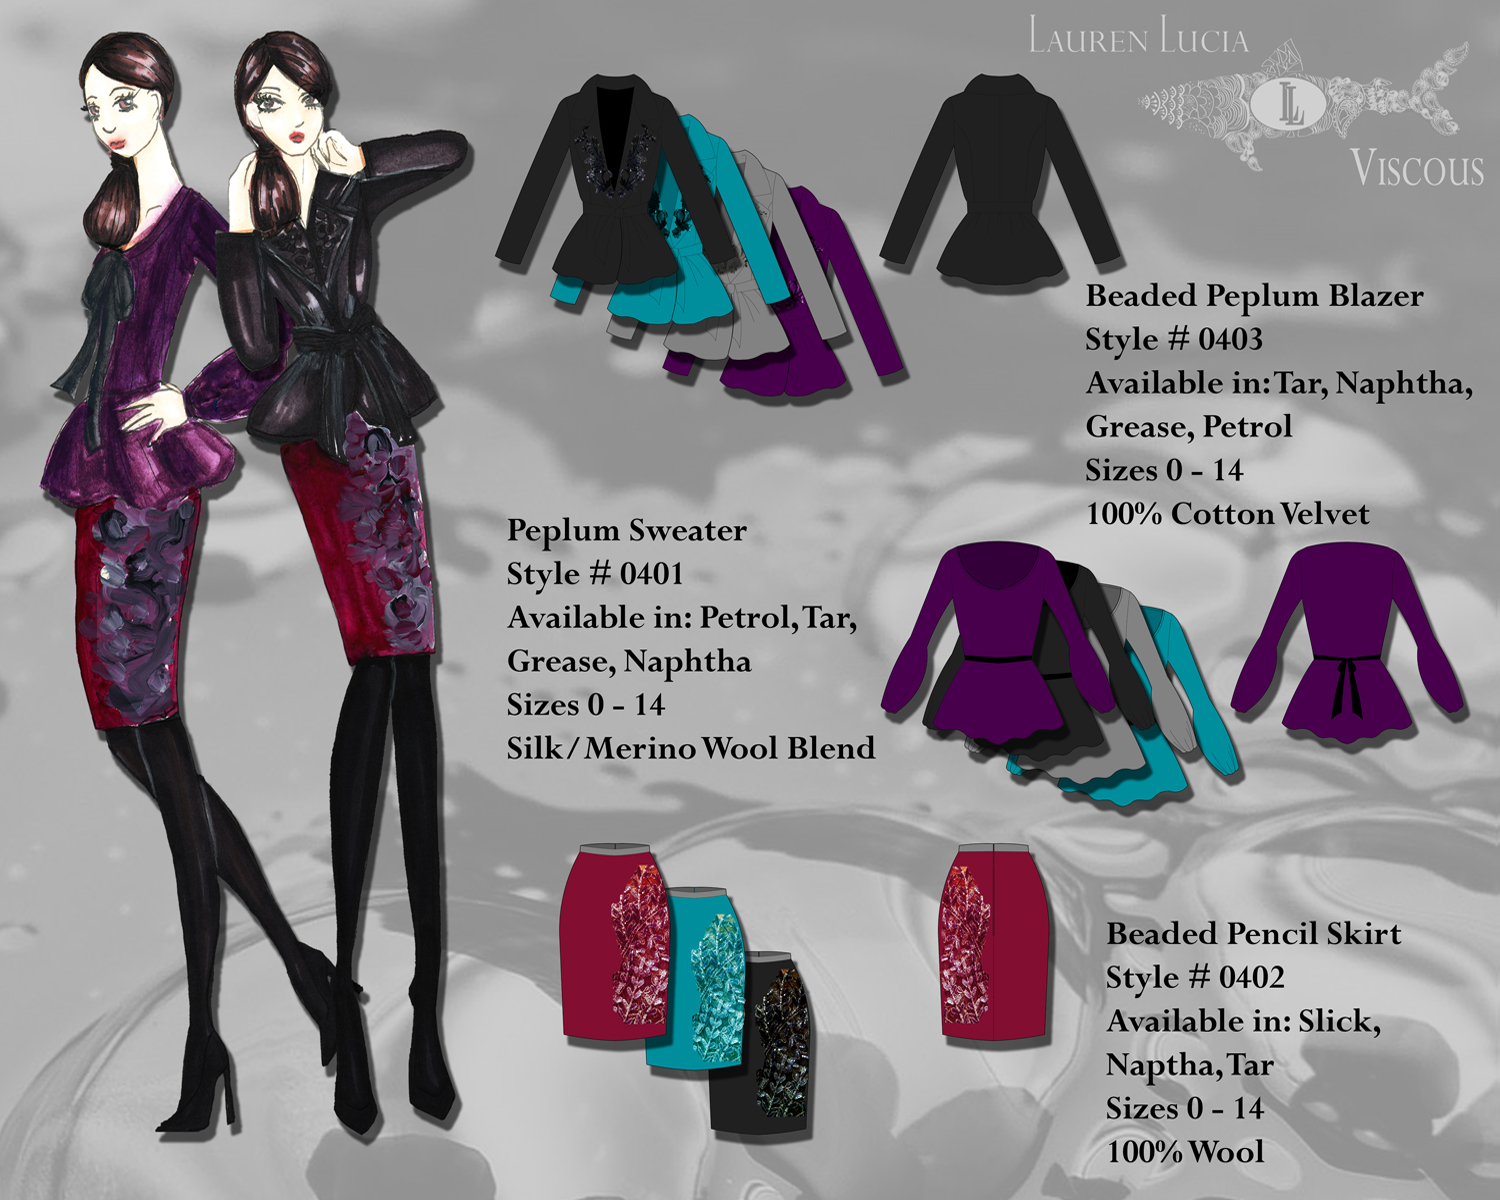 Lauren Lucia
LL
Viscous
Beaded Peplum Blazer
Style # 0403
Available in: Tar, Naphtha,
Grease, Petrol
Sizes 0 - 14
100% Cotton Velvet
Peplum Sweater
Style # 0401
Available in: Petrol, Tar,
Grease, Naphtha
Sizes 0 - 14
Silk/Merino Wool Blend
Beaded Pencil Skirt
Style # 0402
Available in: Slick,
Naptha, Tar
Sizes 0 - 14
100% Wool